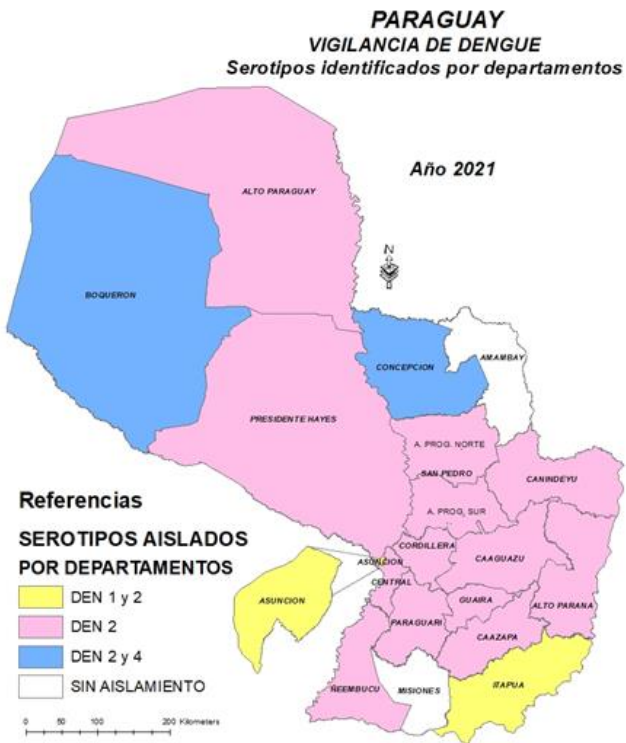 PARAGUAY
VIGILANCIA DE DENGUE
Serotipos identificados por departamentos
Año 2021
ALTO PARAGUAY
N
BOQUERON
CONCEPCION
AMAMBAY
PRESIDENTE HAYES
A. PROG. NORTE
SAN PEDRO
CANINDEYU
A. PROG. SUR
CORDILLERA
ASUNCION
CAAGUAZU
CENTRAL
ASUNCION
GUAIRA
ALTO PARANA
PARAGUARI
CAAZAPA
ITAPUA
ÑEEMBUCU
MISIONES
Referencias
SEROTIPOS AISLADOS
POR DEPARTAMENTOS
DEN 1 y 2
DEN 2
DEN 2 y 4
SIN AISLAMIENTO
0 50 100 200 Kilometers